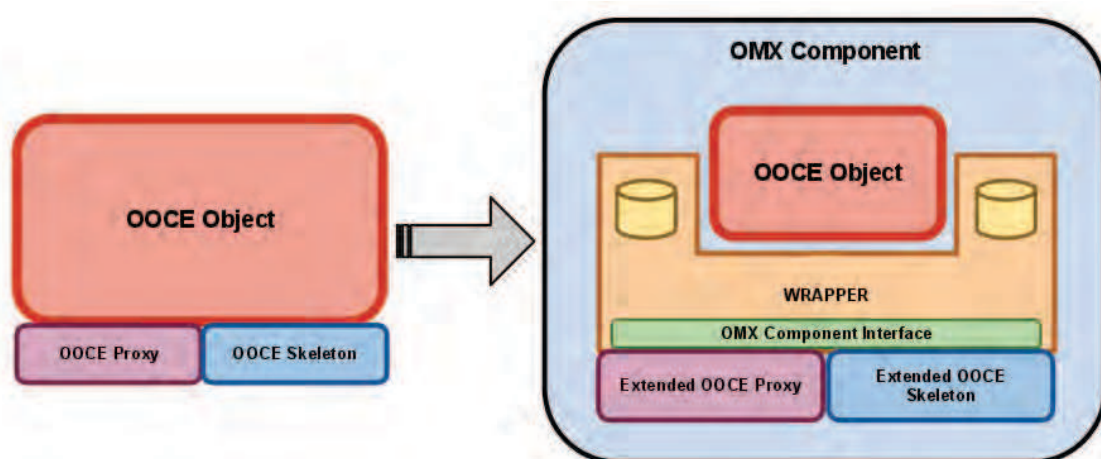 OOCE Object
OOCE Proxy
OOCE Skeleton
OMX Component
OOCE Object
WRAPPER
OMX Component Interface
Extended OOCE Proxy
Extended OOCE
Skeleton